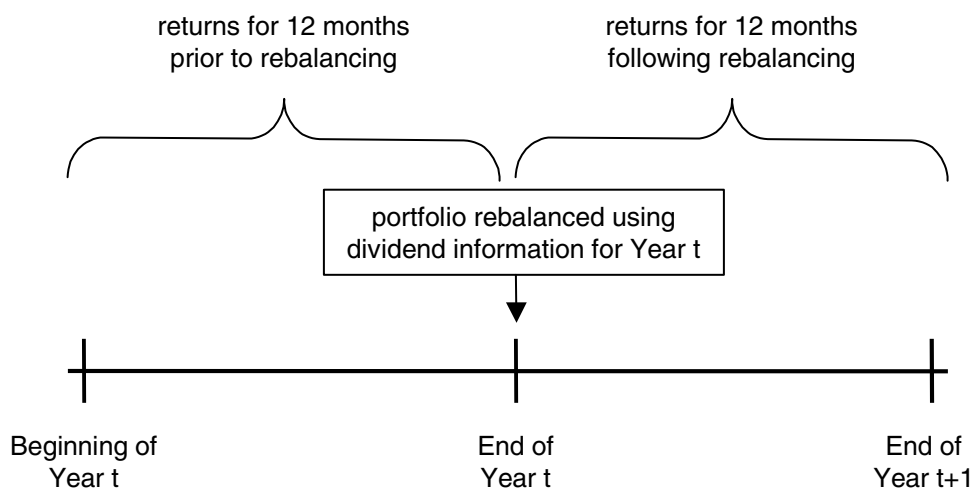 returns for 12 months
prior to rebalancing
returns for 12 months
following rebalancing
portfolio rebalanced using
dividend information for Year t
Beginning of
Year t
End of
Year t
End of
Year t+1